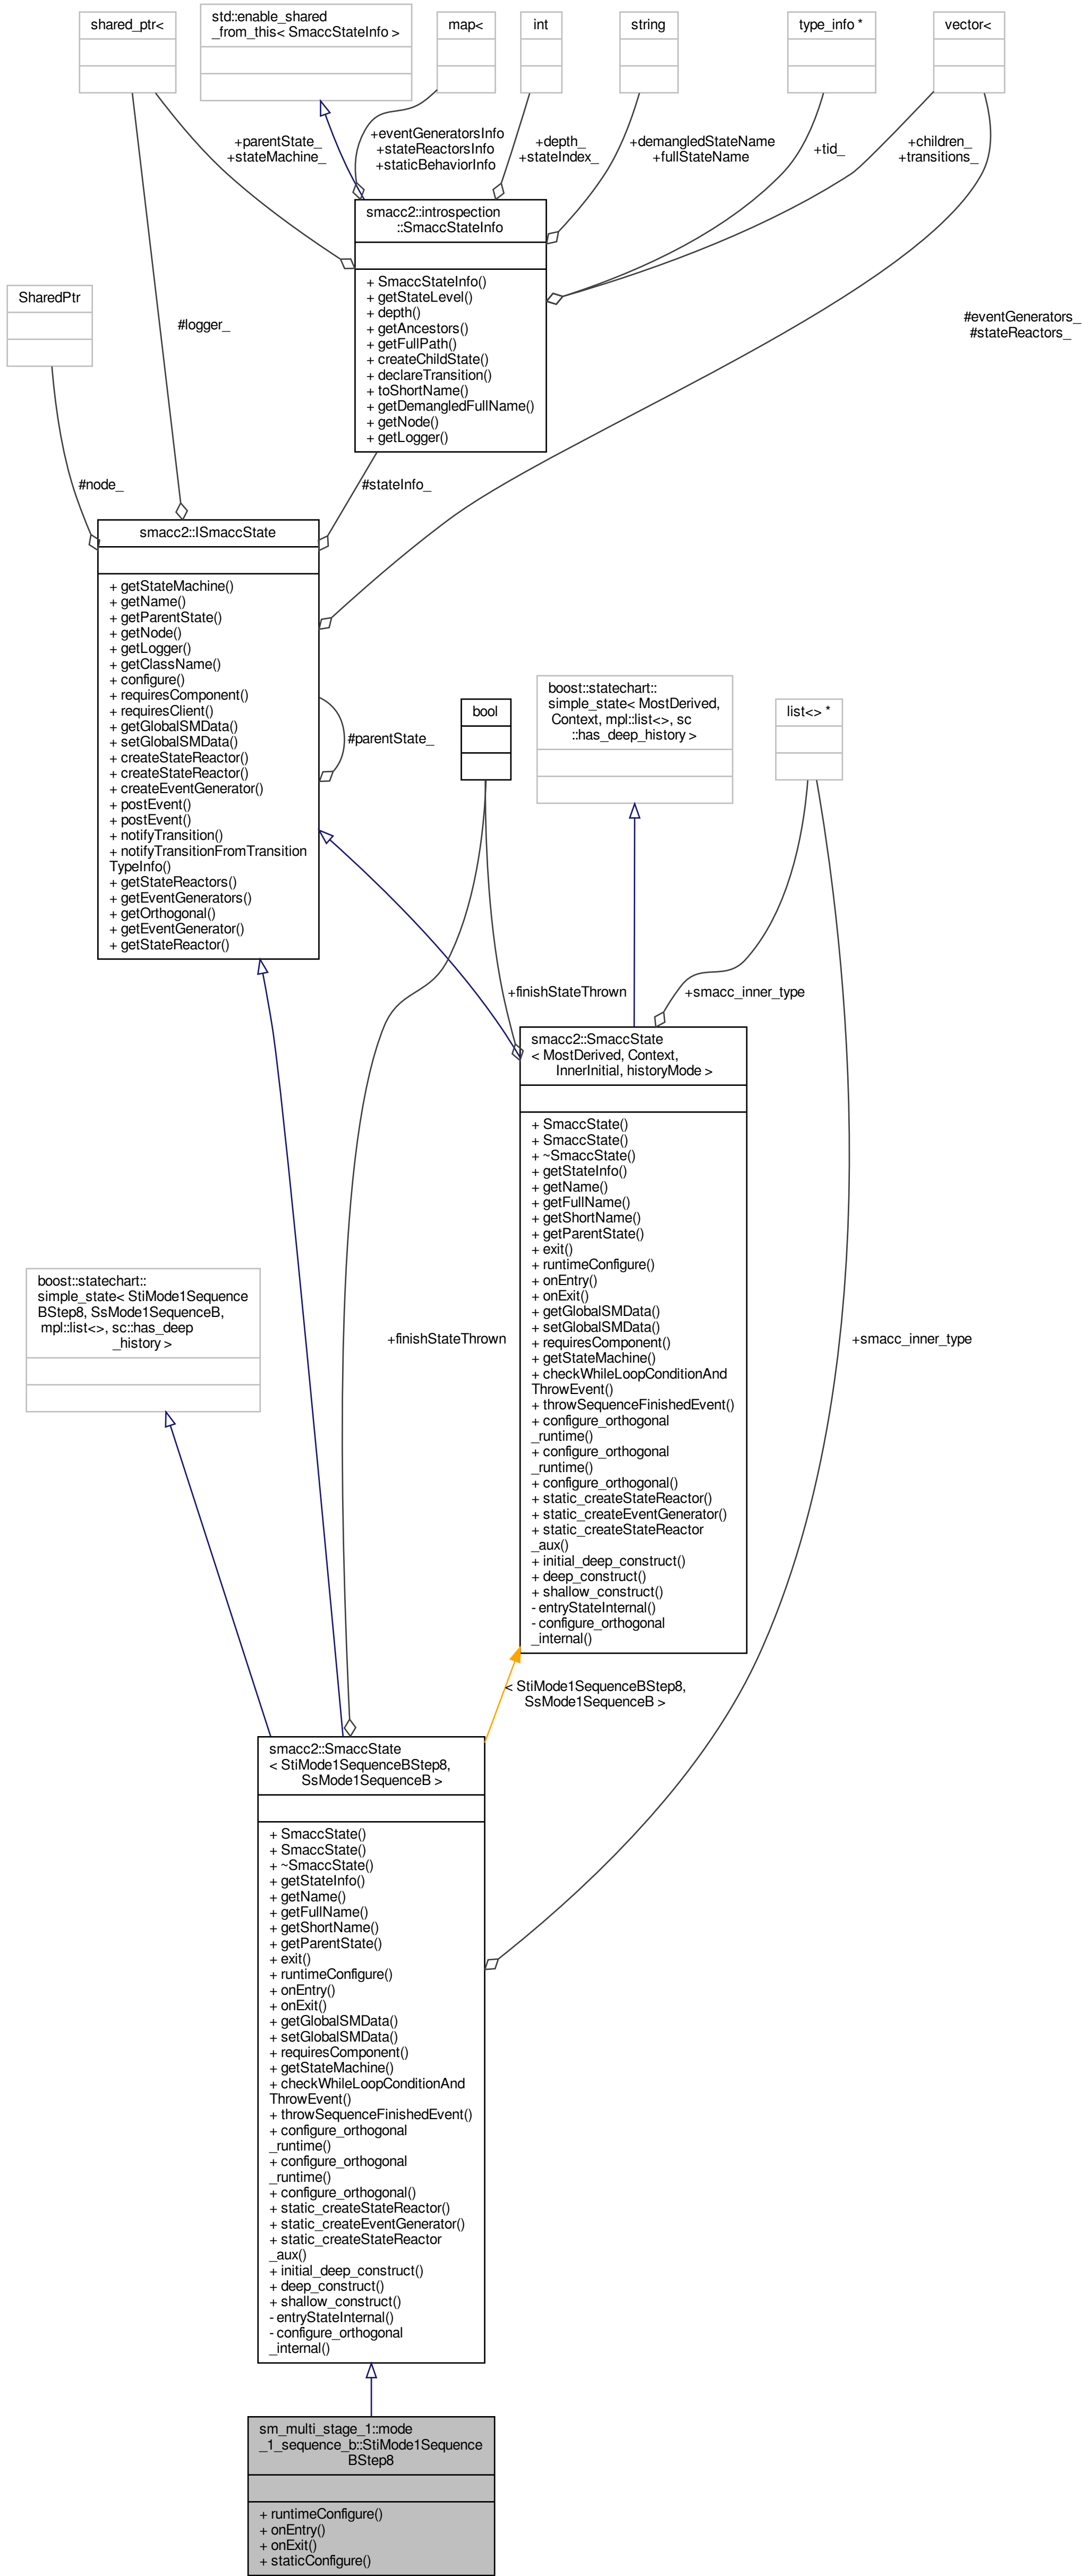 shared_ptr<
std::enable_shared
_from_this< SmaccStateInfo >
map<
int
string
type_info *
vector<
+parentState_
+stateMachine_
+eventGeneratorsInfo
+stateReactorsInfo
+staticBehaviorInfo
+depth_
+stateIndex_
+demangledStateName
+fullStateName
+tid_
+children_
+transitions_
smacc2::introspection
::SmaccStateInfo
+ SmaccStateInfo()
+ getStateLevel()
+ depth()
+ getAncestors()
+ getFullPath()
+ createChildState()
+ declareTransition()
+ toShortName()
+ getDemangledFullName()
+ getNode()
+ getLogger()
SharedPtr
#logger_
#eventGenerators_
#stateReactors_
#node_
#stateInfo_
smacc2::ISmaccState
+ getStateMachine()
+ getName()
+ getParentState()
+ getNode()
+ getLogger()
+ getClassName()
+ configure()
+ requiresComponent()
+ requiresClient()
+ getGlobalSMData()
+ setGlobalSMData()
+ createStateReactor()
+ createStateReactor()
+ createEventGenerator()
+ postEvent()
+ postEvent()
+ notifyTransition()
+ notifyTransitionFromTransition
TypeInfo()
+ getStateReactors()
+ getEventGenerators()
+ getOrthogonal()
+ getEventGenerator()
+ getStateReactor()
#parentState_
bool
boost::statechart::
simple_state< MostDerived,
Context, mpl::list<>, sc
::has_deep_history >
list<> *
+finishStateThrown
+smacc_inner_type
smacc2::SmaccState
< MostDerived, Context,
InnerInitial, historyMode >
+ SmaccState()
+ SmaccState()
+ ~SmaccState()
+ getStateInfo()
+ getName()
+ getFullName()
+ getShortName()
+ getParentState()
+ exit()
+ runtimeConfigure()
+ onEntry()
+ onExit()
+ getGlobalSMData()
+ setGlobalSMData()
+ requiresComponent()
+ getStateMachine()
+ checkWhileLoopConditionAnd
ThrowEvent()
+ throwSequenceFinishedEvent()
+ configure_orthogonal
_runtime()
+ configure_orthogonal
_runtime()
+ configure_orthogonal()
+ static_createStateReactor()
+ static_createEventGenerator()
+ static_createStateReactor
_aux()
+ initial_deep_construct()
+ deep_construct()
+ shallow_construct()
- entryStateInternal()
- configure_orthogonal
_internal()
boost::statechart::
simple_state< StiMode1Sequence
BStep8, SsMode1SequenceB,
mpl::list<>, sc::has_deep
_history >
+finishStateThrown
+smacc_inner_type
< StiMode1SequenceBStep8,
SsMode1SequenceB >
smacc2::SmaccState
< StiMode1SequenceBStep8,
SsMode1SequenceB >
+ SmaccState()
+ SmaccState()
+ ~SmaccState()
+ getStateInfo()
+ getName()
+ getFullName()
+ getShortName()
+ getParentState()
+ exit()
+ runtimeConfigure()
+ onEntry()
+ onExit()
+ getGlobalSMData()
+ setGlobalSMData()
+ requiresComponent()
+ getStateMachine()
+ checkWhileLoopConditionAnd
ThrowEvent()
+ throwSequenceFinishedEvent()
+ configure_orthogonal
_runtime()
+ configure_orthogonal
_runtime()
+ configure_orthogonal()
+ static_createStateReactor()
+ static_createEventGenerator()
+ static_createStateReactor
_aux()
+ initial_deep_construct()
+ deep_construct()
+ shallow_construct()
- entryStateInternal()
- configure_orthogonal
_internal()
sm_multi_stage_1::mode
_1_sequence_b::StiMode1Sequence
BStep8
+ runtimeConfigure()
+ onEntry()
+ onExit()
+ staticConfigure()